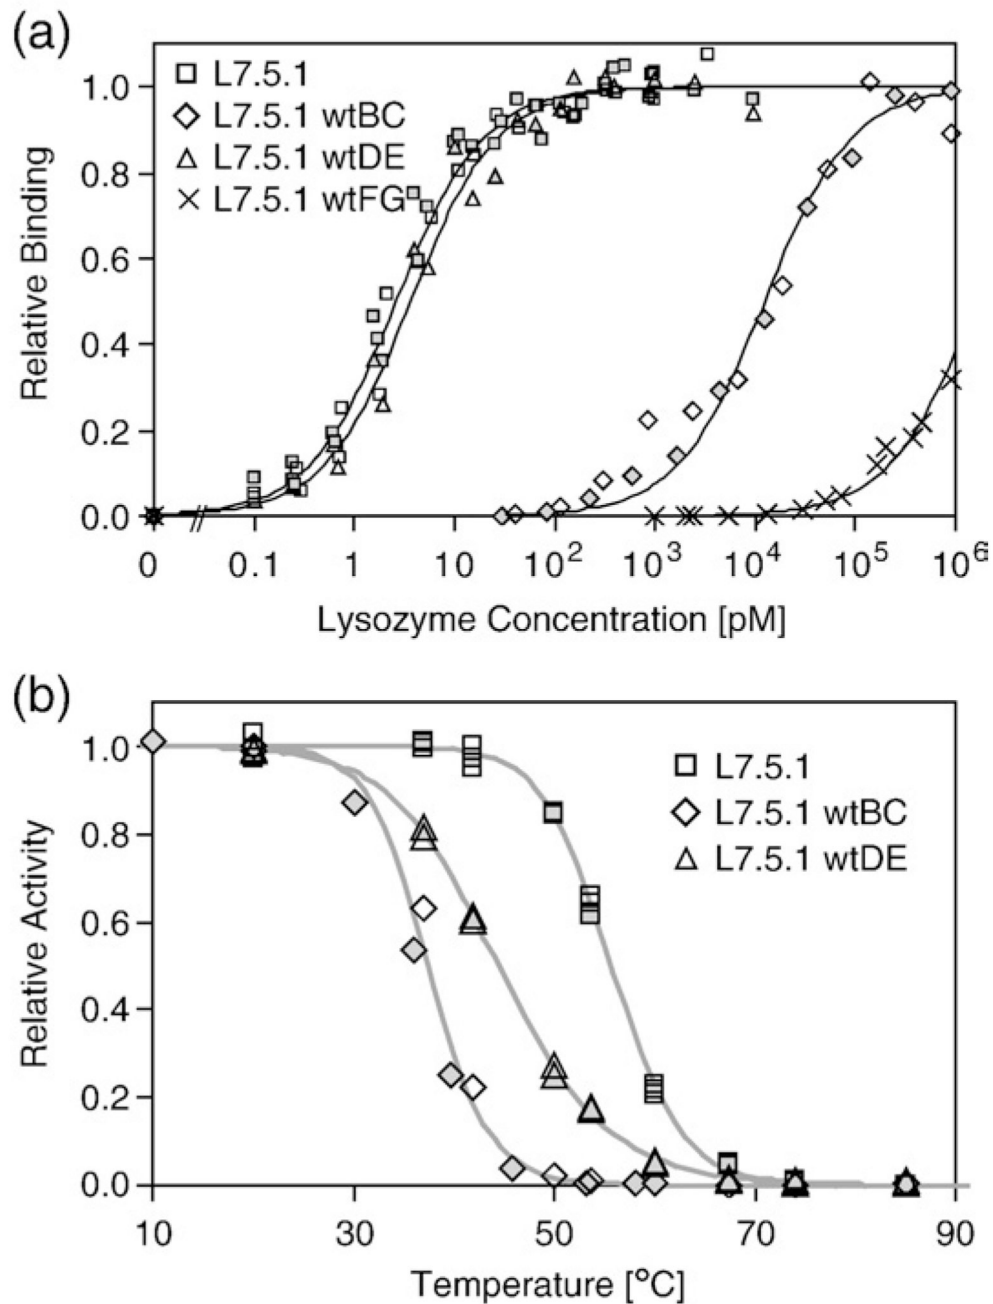 (a)
L7.5.1
L7.5.1 wtBC
L7.5.1 wtDE
L7.5.1 wtFG
Relative Binding
1.0
0.8
0.6
0.4
0.2
0.0
0 0.1 1 10 10² 10³ 10⁴ 10⁵ 10⁶
Lysozyme Concentration [pM]
(b)
L7.5.1
L7.5.1 wtBC
L7.5.1 wtDE
Relative Activity
1.0
0.8
0.6
0.4
0.2
0.0
10 30 50 70 90
Temperature [°C]